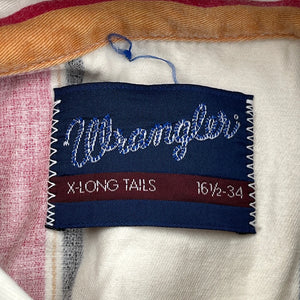 Wrangler
X-LONG TAILS 16½-34